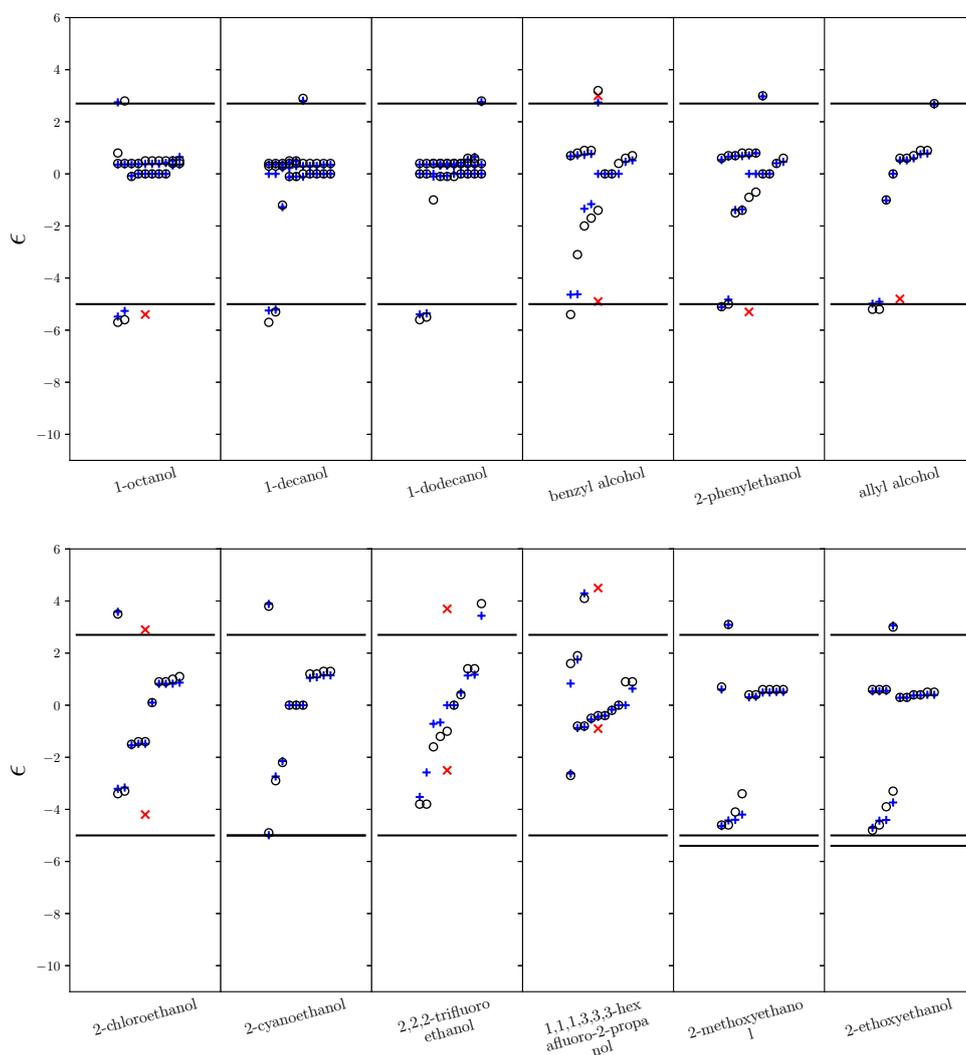 6
4
2
0
−2
−4
−6
−8
−10
ϵ
1-octanol
1-decanol
1-dodecanol
benzyl alcohol
2-phenylethanol
allyl alcohol
6
4
2
0
−2
−4
−6
−8
−10
ϵ
2-chloroethanol
2-cyanoethanol
2,2,2-trifluoro
ethanol
1,1,1,3,3,3-hex
afluoro-2-propa
nol
2-methoxyethano
l
2-ethoxyethanol